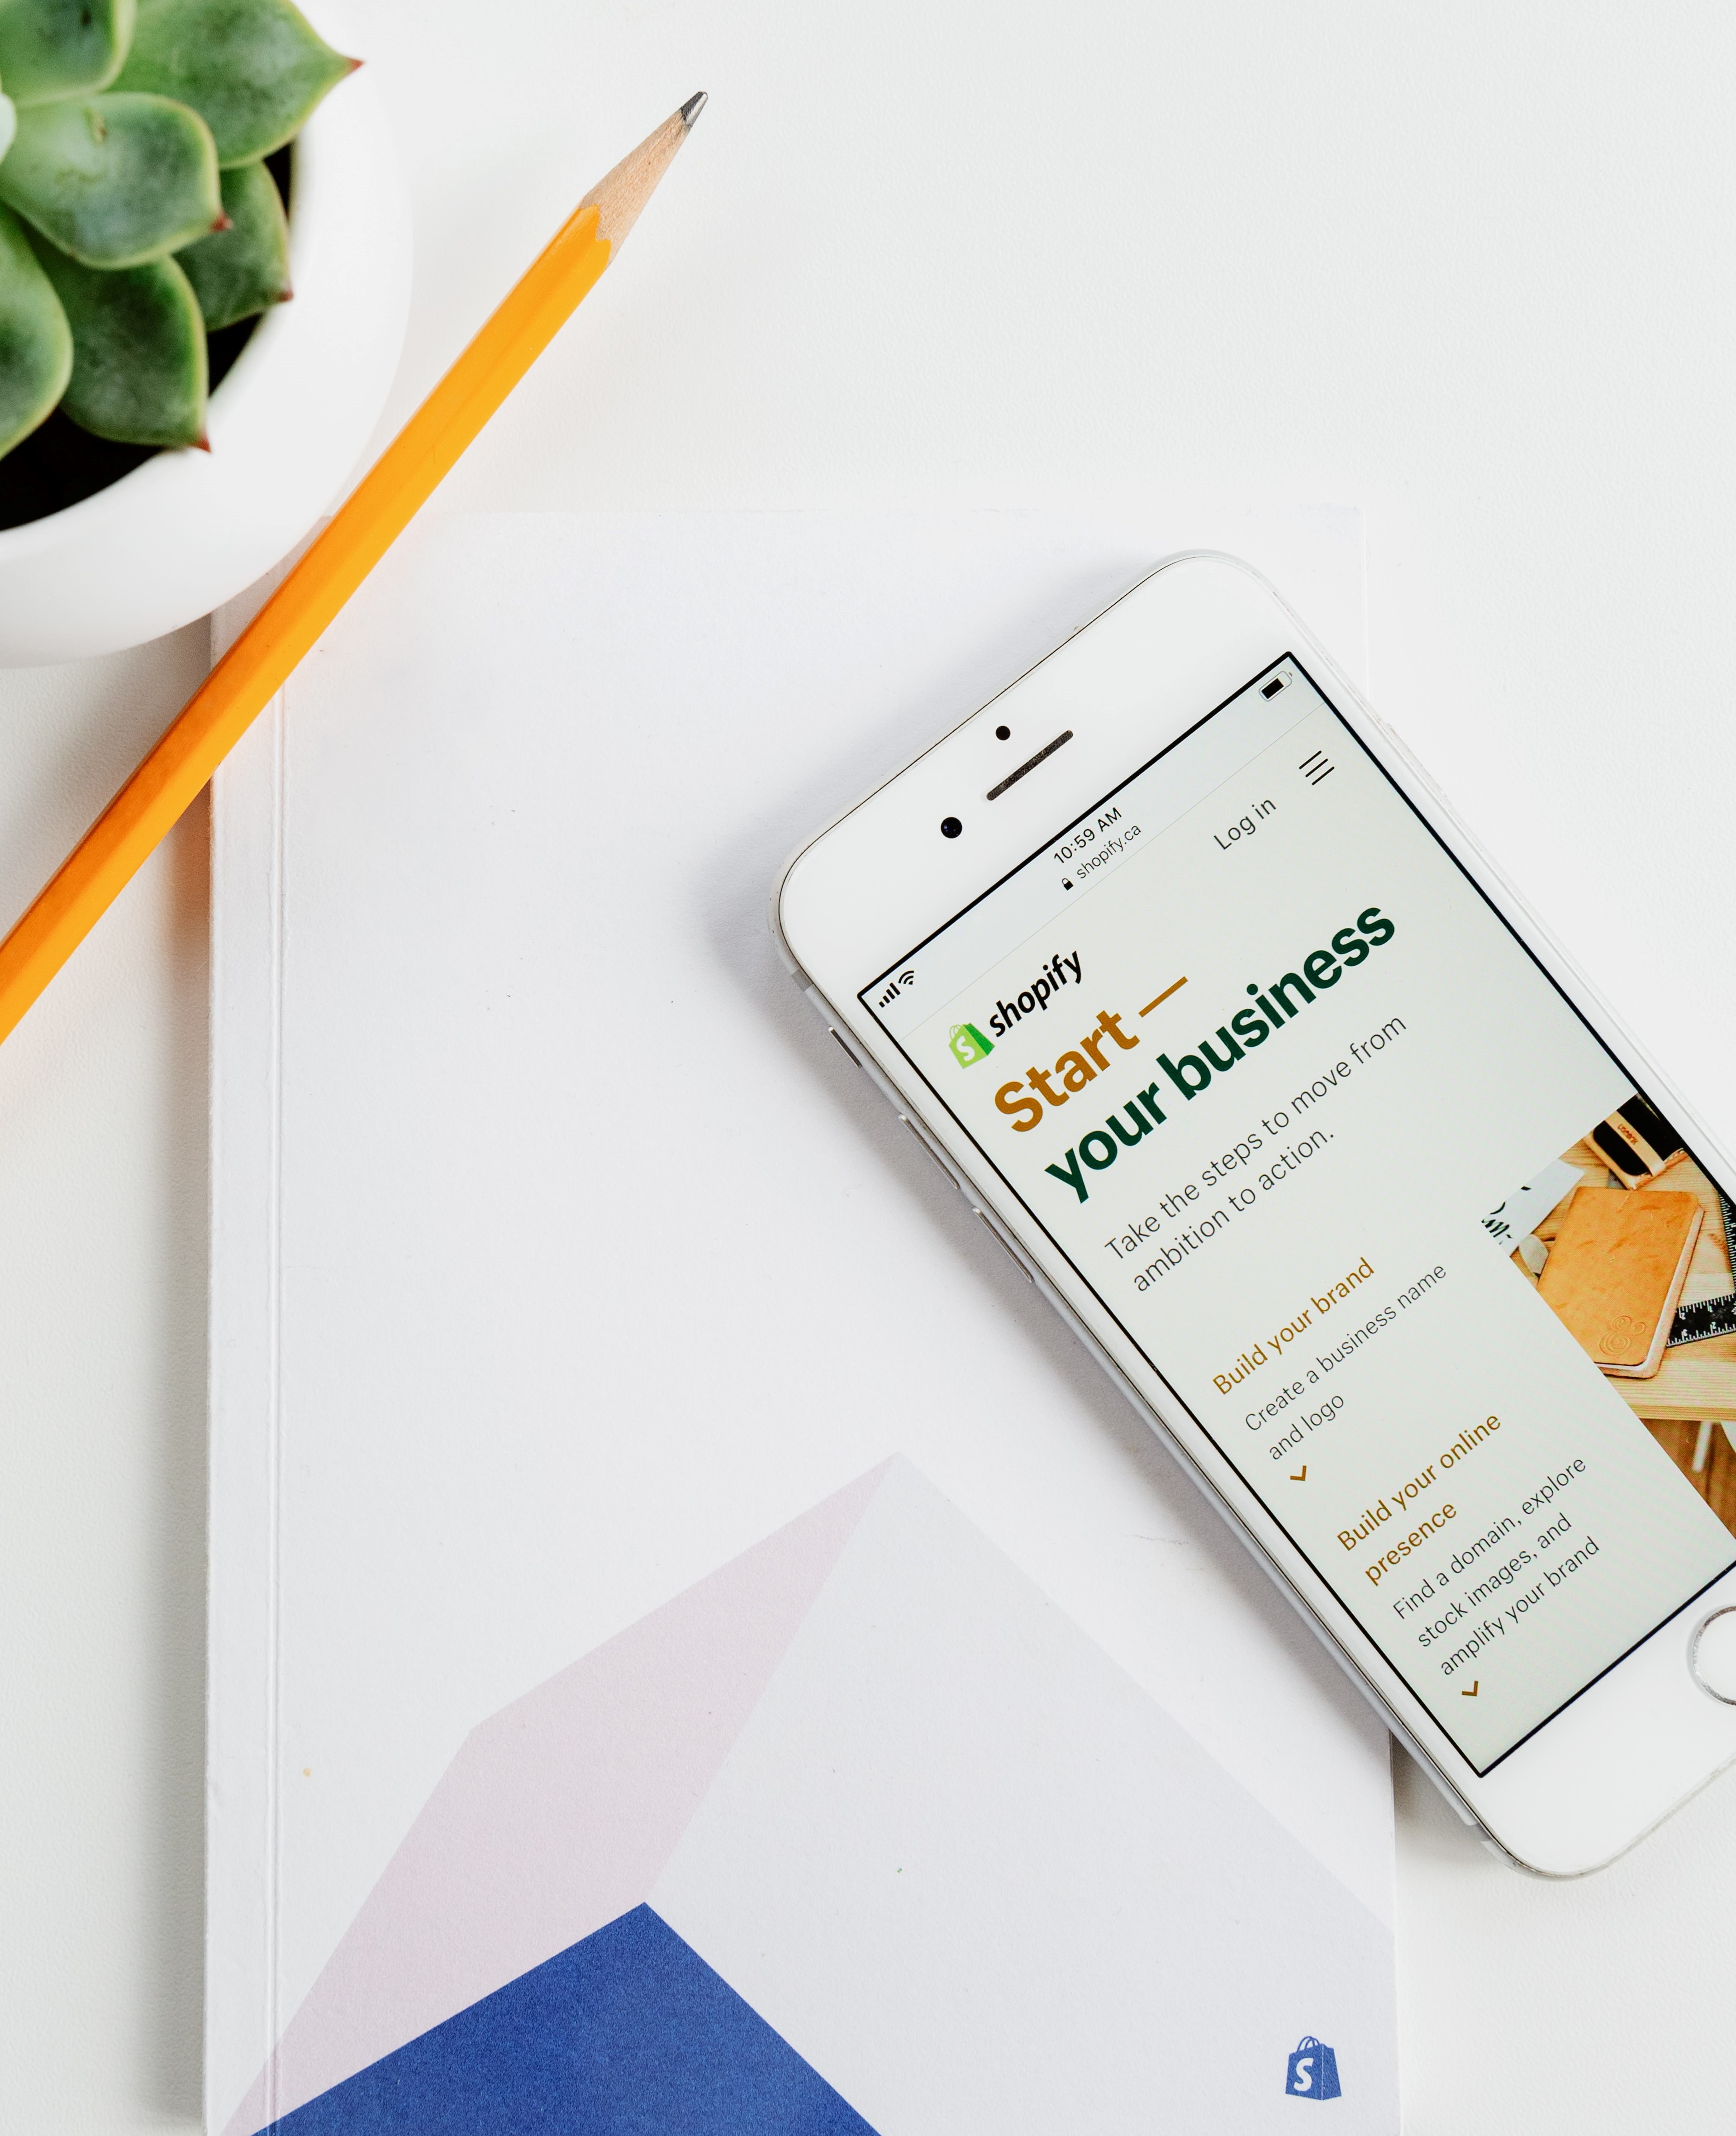 10:59 AM
shopify.ca
Log in
shopify
Start —
your business
Take the steps to move from
ambition to action.
Build your brand
Create a business name
and logo
Build your online
presence
Find a domain, explore
stock images, and
amplify your brand
S